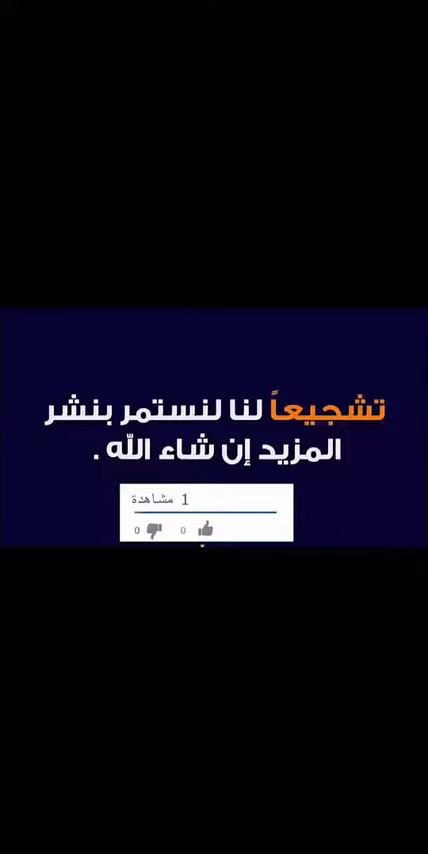 تشجيعاً لنا لنستمر بنشر
المزيد إن شاء الله .
1 مشاهدة
0 0